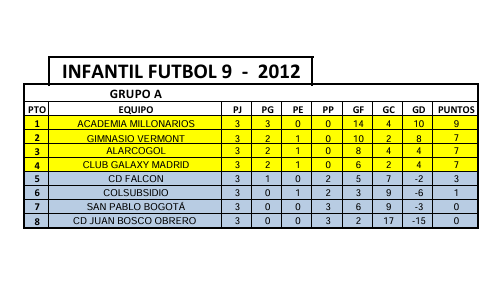 INFANTIL FUTBOL 9 - 2012
GRUPO A
PTO EQUIPO PJ PG PE PP GF GC GD PUNTOS
1 ACADEMIA MILLONARIOS 3 3 0 0 14 4 10 9
2 GIMNASIO VERMONT 3 2 1 0 10 2 8 7
3 ALARCOGOL 3 2 1 0 8 4 4 7
4 CLUB GALAXY MADRID 3 2 1 0 6 2 4 7
5 CD FALCON 3 1 0 2 5 7 -2 3
6 COLSUBSIDIO 3 0 1 2 3 9 -6 1
7 SAN PABLO BOGOTÁ 3 0 0 3 6 9 -3 0
8 CD JUAN BOSCO OBRERO 3 0 0 3 2 17 -15 0